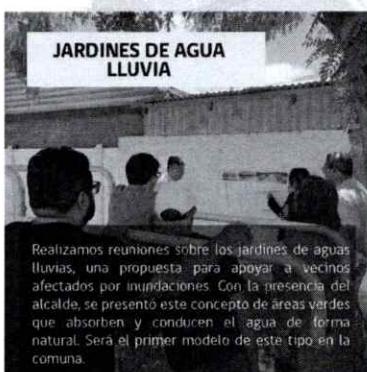 JARDINES DE AGUA
LLUVIA
Realizamos reuniones sobre los jardines de aguas
lluvias, una propuesta para apoyar a vecinos
afectados por inundaciones. Con la presencia del
alcalde, se presentó este concepto de áreas verdes
que absorben y conducen el agua de forma
natural. Será el primer modelo de este tipo en la
comuna.